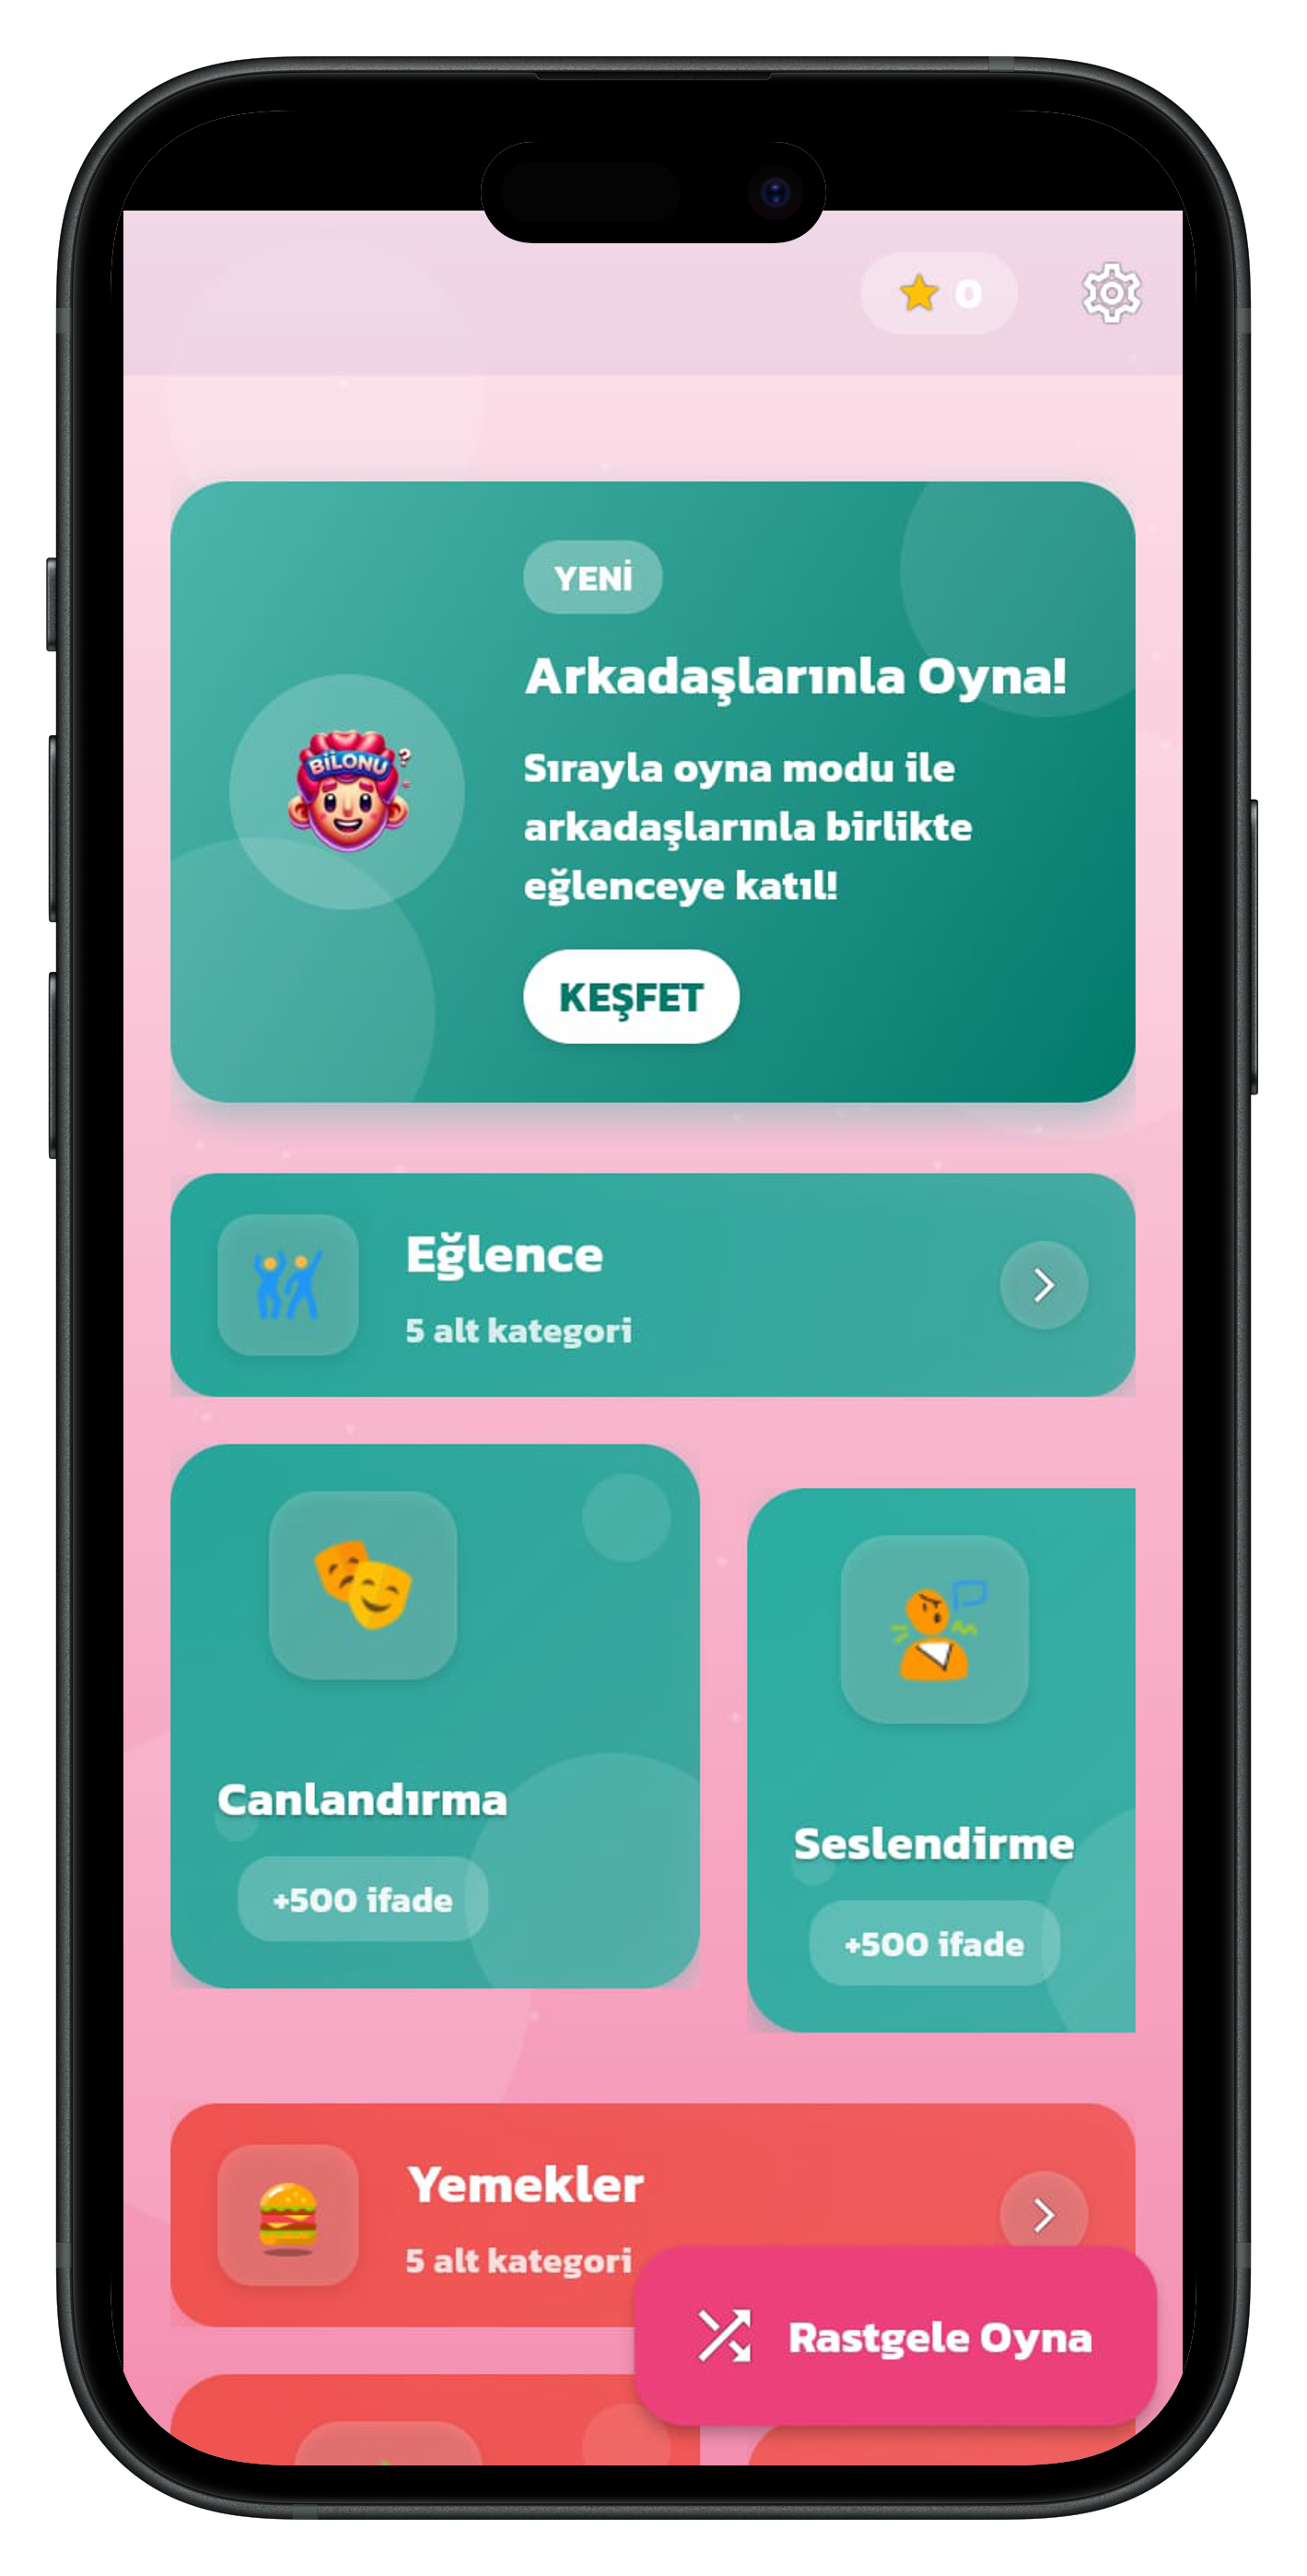 0
YENİ
Arkadaşlarınla Oyna!
BİLONU
?
Sırayla oyna modu ile
arkadaşlarınla birlikte
eğlenceye katıl!
KEŞFET
Eğlence
5 alt kategori
Canlandırma
+500 ifade
Seslendirme
+500 ifade
Yemekler
5 alt kategori
Rastgele Oyna